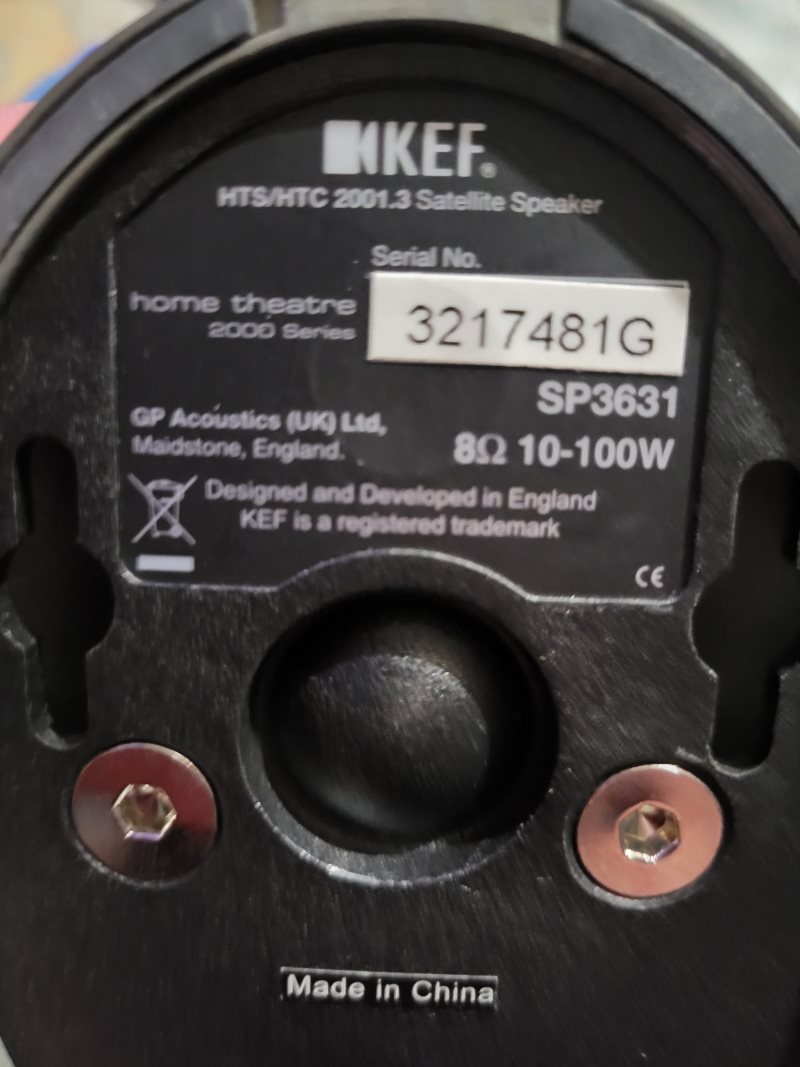 KEF®
HTS/HTC 2001.3 Satellite Speaker
Serial No.
home theatre
2000 Series
3217481G
SP3631
GP Acoustics (UK) Ltd,
Maidstone, England.
8Ω 10-100W
Designed and Developed in England
KEF is a registered trademark
CE
Made in China